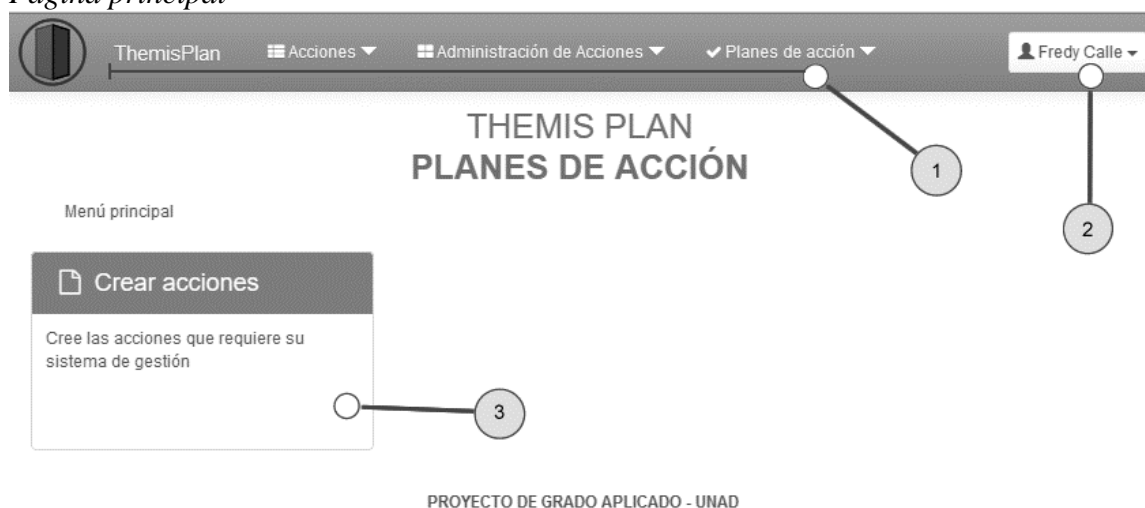 Página principal
ThemisPlan Acciones Administración de Acciones Planes de acción Fredy Calle
THEMIS PLAN
PLANES DE ACCIÓN
1
Menú principal
2
Crear acciones
Cree las acciones que requiere su
sistema de gestión
3
PROYECTO DE GRADO APLICADO - UNAD